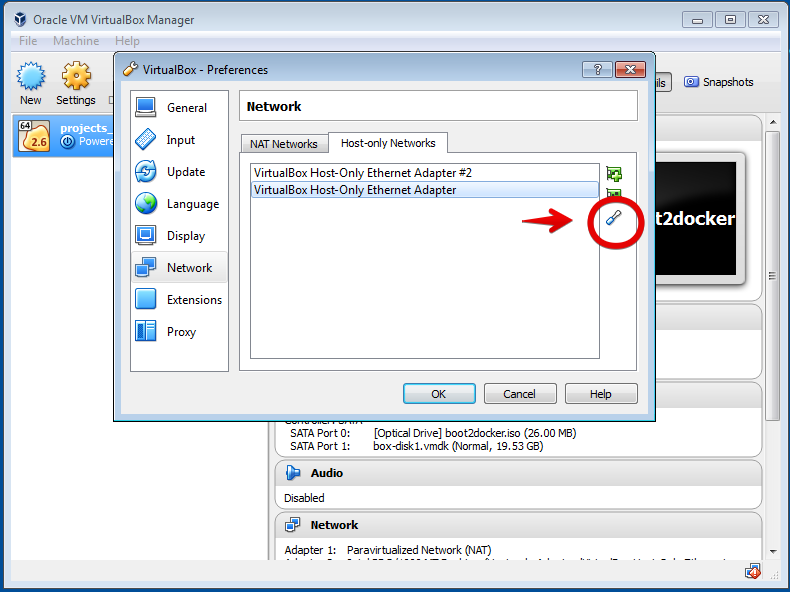 Oracle VM VirtualBox Manager
File Machine Help
New
Settings
Snapshots
64
2.6
projects_
Powere
VirtualBox - Preferences
?
General
Input
Update
Language
Display
Network
Extensions
Proxy
Network
NAT Networks
Host-only Networks
VirtualBox Host-Only Ethernet Adapter #2
VirtualBox Host-Only Ethernet Adapter
t2docker
OK
Cancel
Help
SATA Port 0: [Optical Drive] boot2docker.iso (26.00 MB)
SATA Port 1: box-disk1.vmdk (Normal, 19.53 GB)
Audio
Disabled
Network
Adapter 1: Paravirtualized Network (NAT)